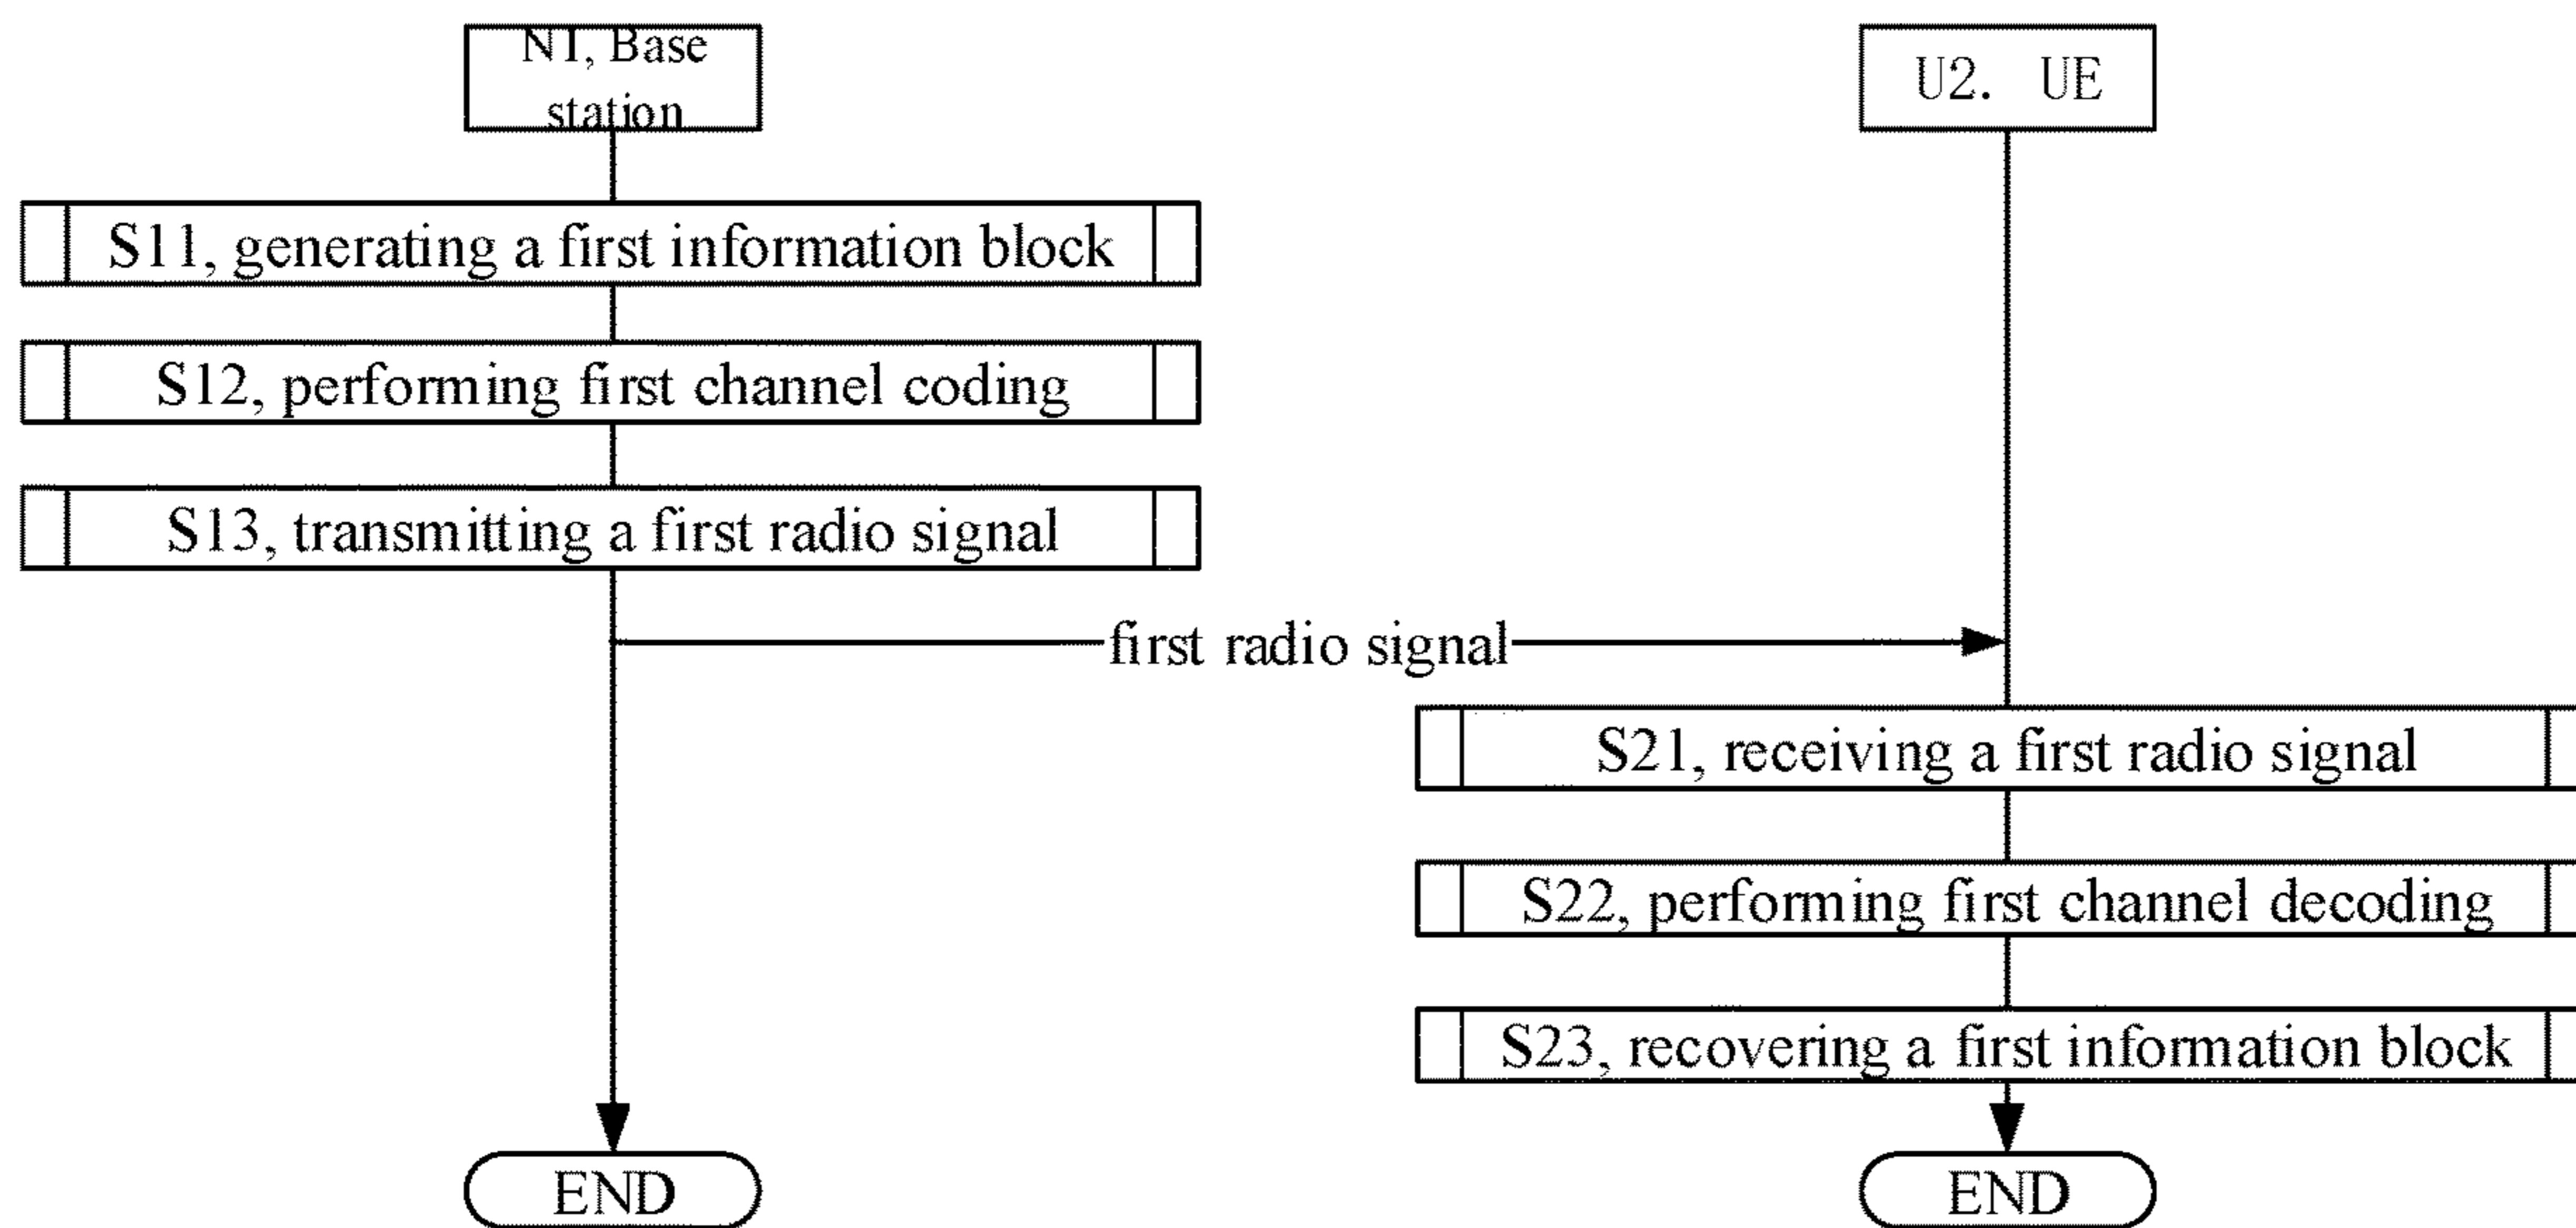 N1, Base
station
U2. UE
S11, generating a first information block
S12, performing first channel coding
S13, transmitting a first radio signal
first radio signal
S21, receiving a first radio signal
S22, performing first channel decoding
S23, recovering a first information block
END
END